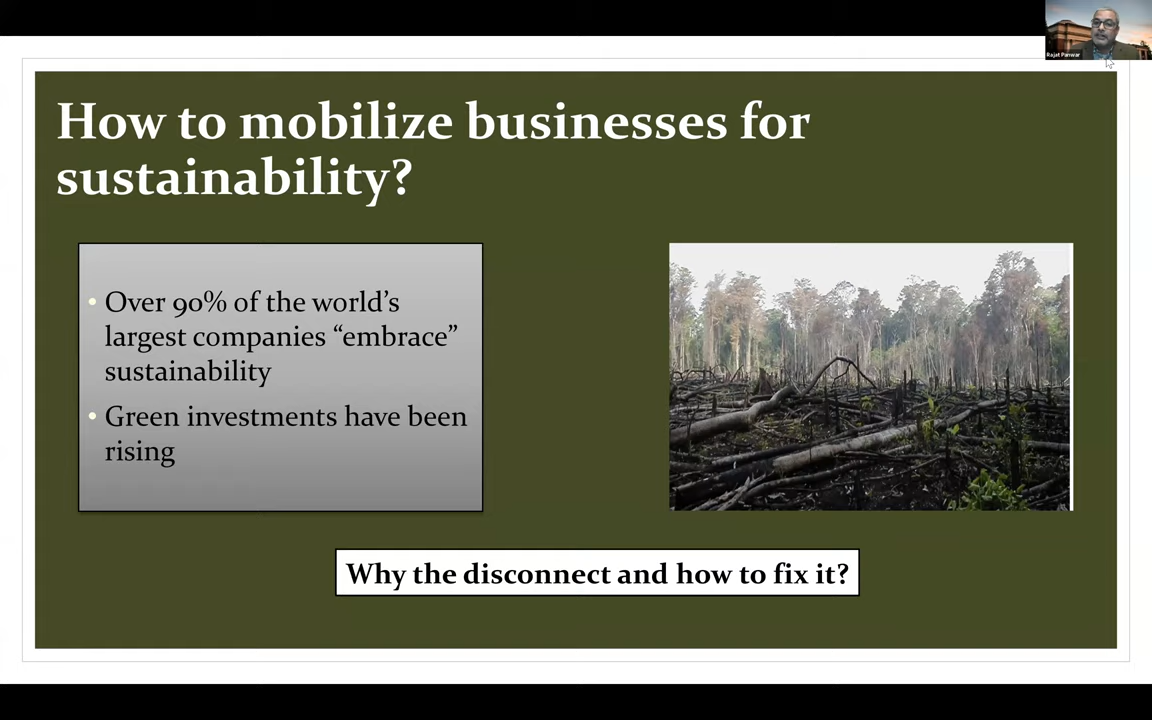 Rajat Panwar
How to mobilize businesses for
sustainability?
• Over 90% of the world's
largest companies “embrace”
sustainability
• Green investments have been
rising
Why the disconnect and how to fix it?